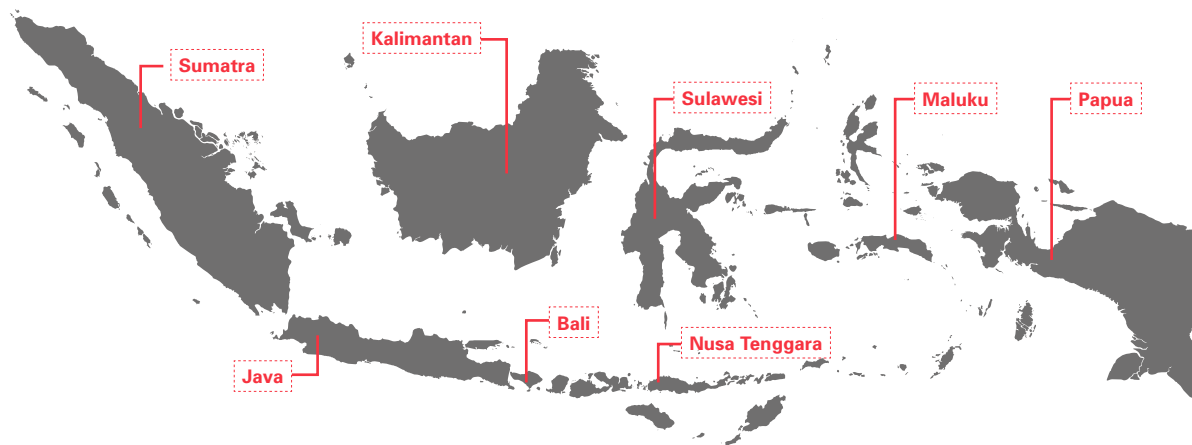 Kalimantan
Sumatra
Sulawesi
Maluku
Papua
Bali
Nusa Tenggara
Java